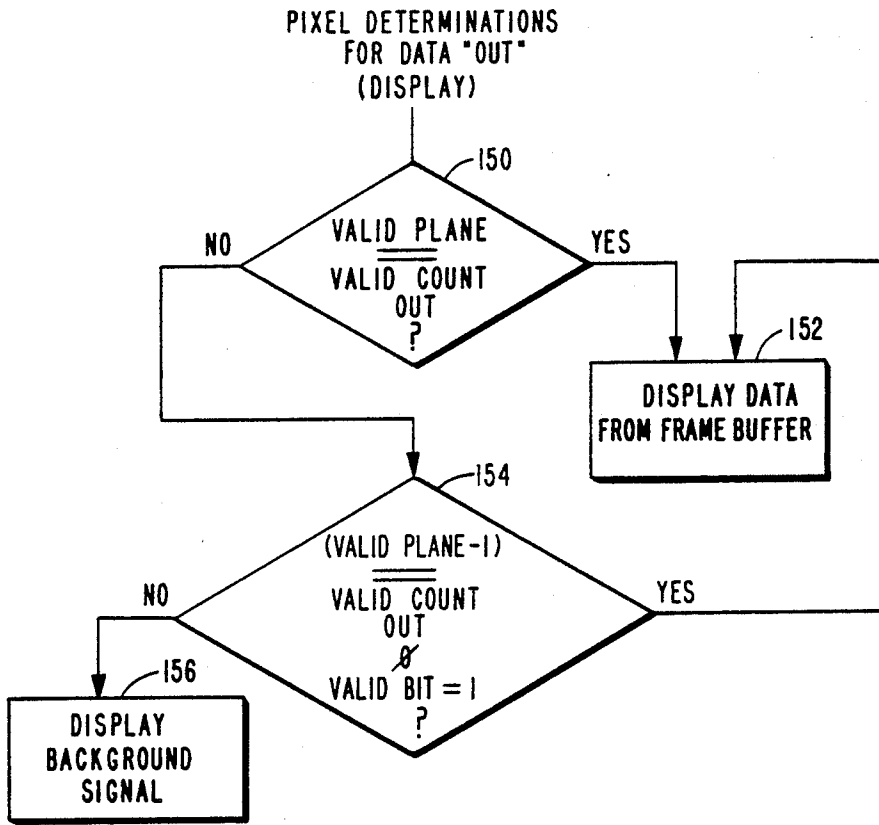 PIXEL DETERMINATIONS
FOR DATA "OUT"
(DISPLAY)
150
VALID PLANE
=
VALID COUNT
OUT
?
NO
YES
152
DISPLAY DATA
FROM FRAME BUFFER
154
(VALID PLANE-1)
=
VALID COUNT
OUT
0̸
VALID BIT = 1
?
NO
YES
156
DISPLAY
BACKGROUND
SIGNAL